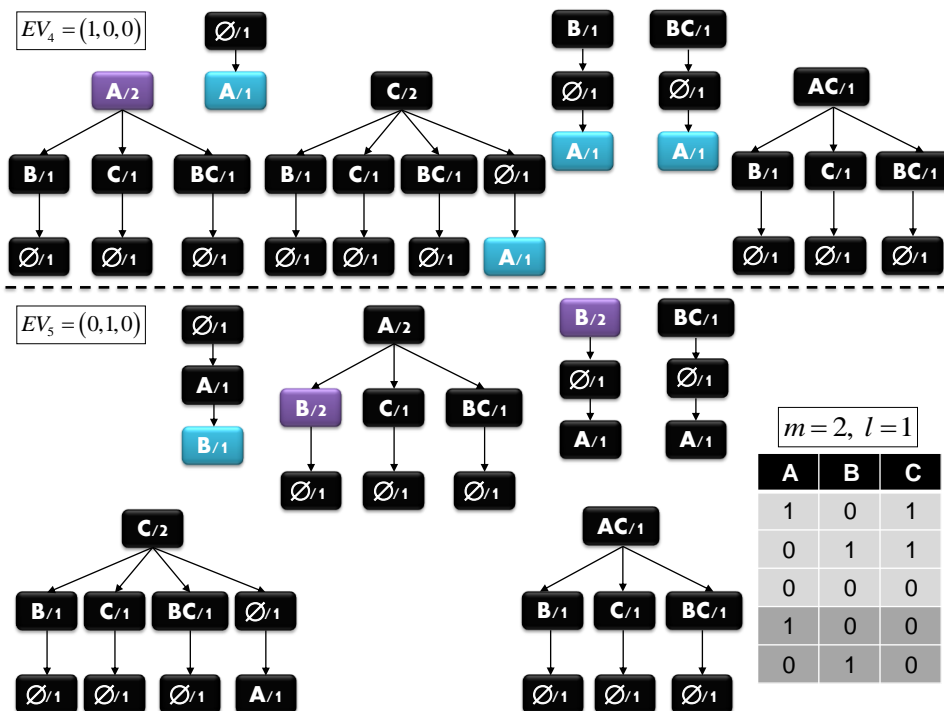 EV₄ = (1,0,0)
∅/1
A/1
A/2
B/1 C/1 BC/1
∅/1 ∅/1 ∅/1
C/2
B/1 C/1 BC/1 ∅/1
∅/1 ∅/1 ∅/1 A/1
B/1
∅/1
A/1
BC/1
∅/1
A/1
AC/1
B/1 C/1 BC/1
∅/1 ∅/1 ∅/1
EV₅ = (0,1,0)
∅/1
A/1
B/1
A/2
B/2 C/1 BC/1
∅/1 ∅/1 ∅/1
B/2
∅/1
A/1
BC/1
∅/1
A/1
C/2
B/1 C/1 BC/1 ∅/1
∅/1 ∅/1 ∅/1 A/1
AC/1
B/1 C/1 BC/1
∅/1 ∅/1 ∅/1
m = 2, l = 1
A B C
1 0 1
0 1 1
0 0 0
1 0 0
0 1 0